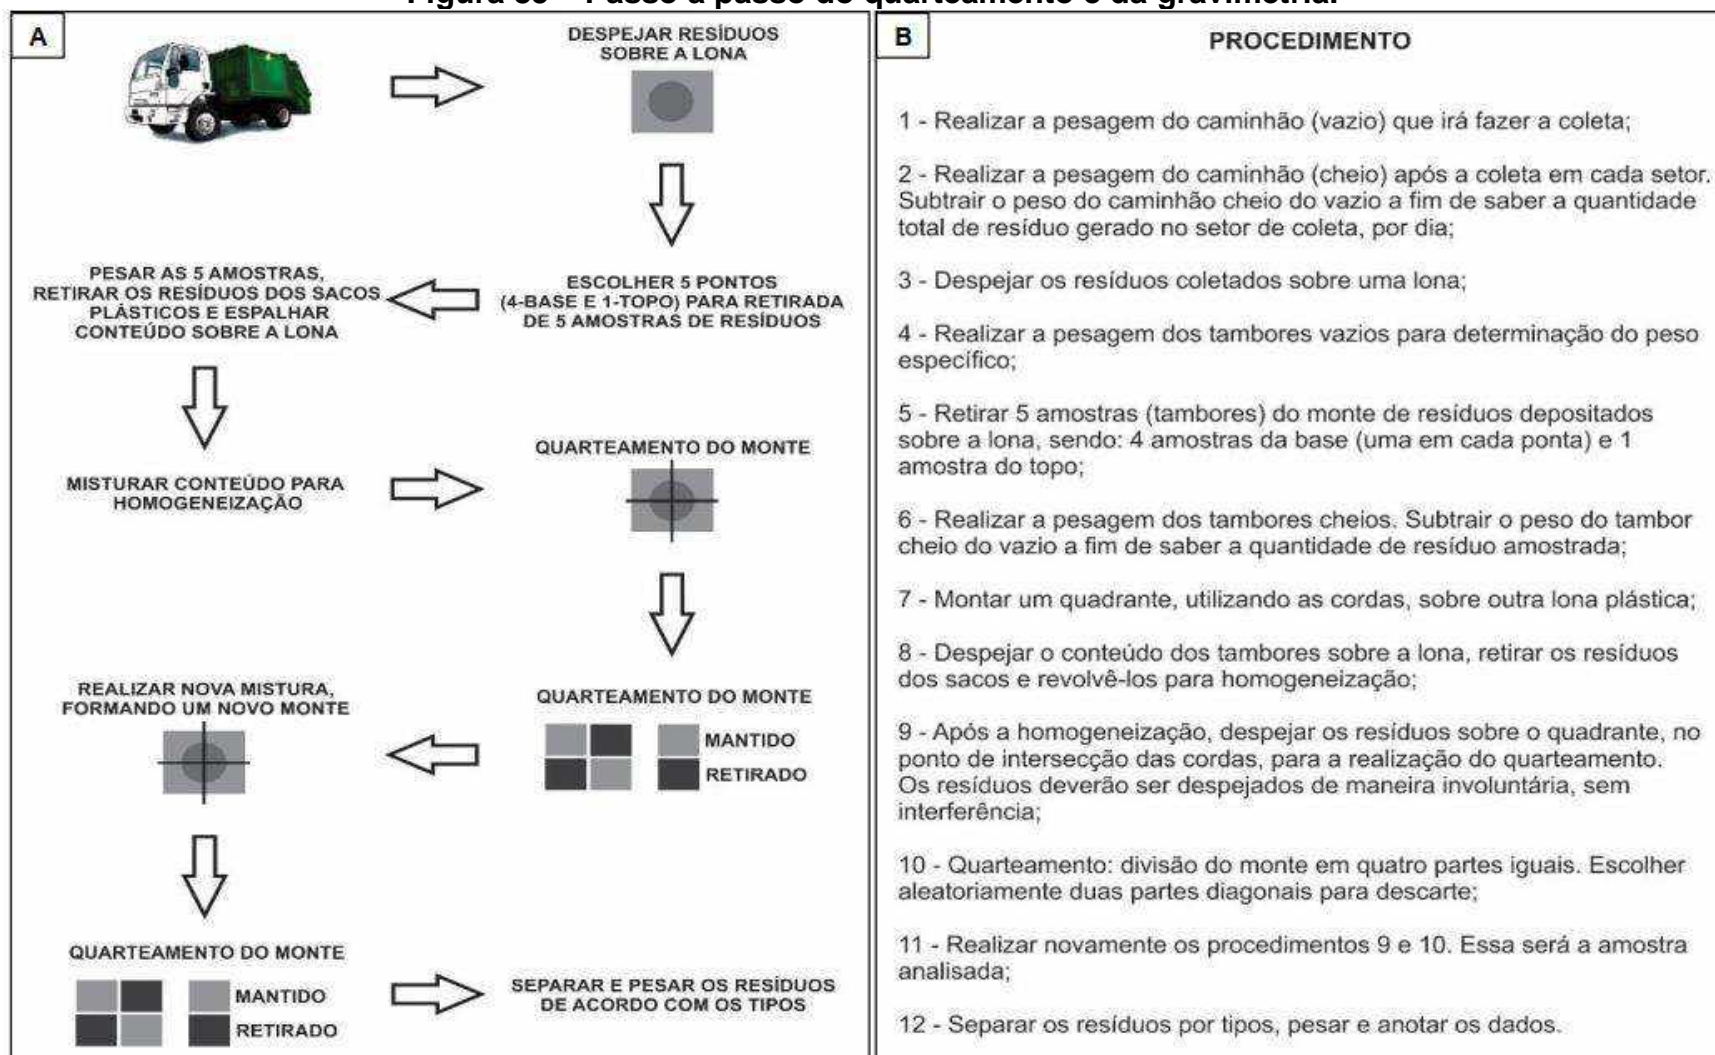 A
DESPEJAR RESÍDUOS
SOBRE A LONA
ESCOLHER 5 PONTOS
(4-BASE E 1-TOPO) PARA RETIRADA
DE 5 AMOSTRAS DE RESÍDUOS
PESAR AS 5 AMOSTRAS,
RETIRAR OS RESÍDUOS DOS SACOS
PLÁSTICOS E ESPALHAR
CONTEÚDO SOBRE A LONA
MISTURAR CONTEÚDO PARA
HOMOGENEIZAÇÃO
QUARTEAMENTO DO MONTE
QUARTEAMENTO DO MONTE
MANTIDO
RETIRADO
REALIZAR NOVA MISTURA,
FORMANDO UM NOVO MONTE
QUARTEAMENTO DO MONTE
MANTIDO
RETIRADO
SEPARAR E PESAR OS RESÍDUOS
DE ACORDO COM OS TIPOS
B
PROCEDIMENTO
1 - Realizar a pesagem do caminhão (vazio) que irá fazer a coleta;
2 - Realizar a pesagem do caminhão (cheio) após a coleta em cada setor.
Subtrair o peso do caminhão cheio do vazio a fim de saber a quantidade
total de resíduo gerado no setor de coleta, por dia;
3 - Despejar os resíduos coletados sobre uma lona;
4 - Realizar a pesagem dos tambores vazios para determinação do peso
específico;
5 - Retirar 5 amostras (tambores) do monte de resíduos depositados
sobre a lona, sendo: 4 amostras da base (uma em cada ponta) e 1
amostra do topo;
6 - Realizar a pesagem dos tambores cheios. Subtrair o peso do tambor
cheio do vazio a fim de saber a quantidade de resíduo amostrada;
7 - Montar um quadrante, utilizando as cordas, sobre outra lona plástica;
8 - Despejar o conteúdo dos tambores sobre a lona, retirar os resíduos
dos sacos e revolvê-los para homogeneização;
9 - Após a homogeneização, despejar os resíduos sobre o quadrante, no
ponto de intersecção das cordas, para a realização do quarteamento.
Os resíduos deverão ser despejados de maneira involuntária, sem
interferência;
10 - Quarteamento: divisão do monte em quatro partes iguais. Escolher
aleatoriamente duas partes diagonais para descarte;
11 - Realizar novamente os procedimentos 9 e 10. Essa será a amostra
analisada;
12 - Separar os resíduos por tipos, pesar e anotar os dados.